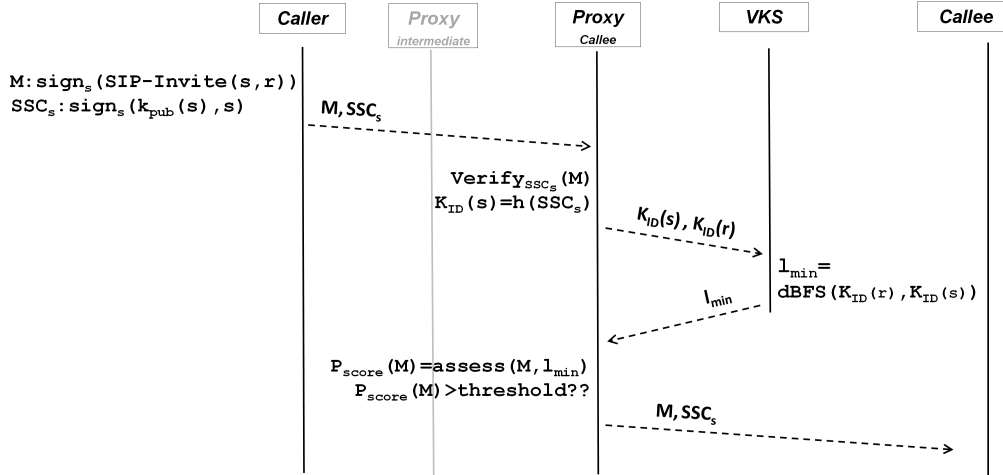 Caller
Proxy
intermediate
Proxy
Callee
VKS
Callee
M:signs(SIP-Invite(s,r))
SSCs:signs(kpub(s),s)
M, SSCs
VerifySSCs(M)
KID(s)=h(SSCs)
KID(s) , KID(r)
lmin=
dBFS(KID(r),KID(s))
lmin
Pscore(M)=assess(M,lmin)
Pscore(M)>threshold??
M, SSCs